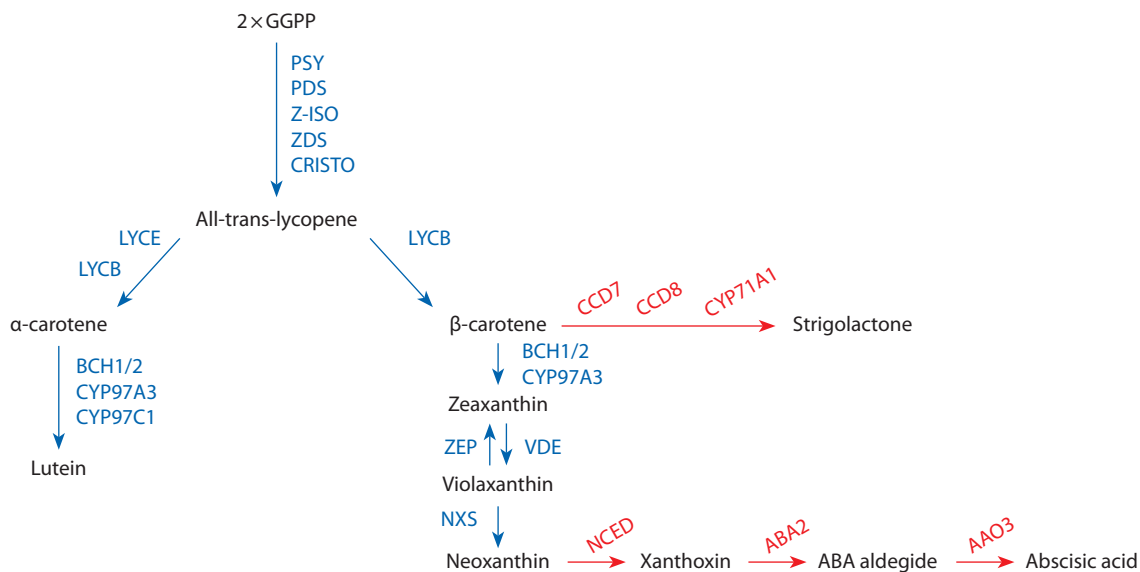 2×GGPP
PSY
PDS
Z-ISO
ZDS
CRISTO
All-trans-lycopene
LYCE
LYCB
LYCB
α-carotene
β-carotene
CCD7
CCD8
CYP71A1
Strigolactone
BCH1/2
CYP97A3
CYP97C1
BCH1/2
CYP97A3
Lutein
Zeaxanthin
ZEP
VDE
Violaxanthin
NXS
Neoxanthin
NCED
Xanthoxin
ABA2
ABA aldegide
AAO3
Abscisic acid